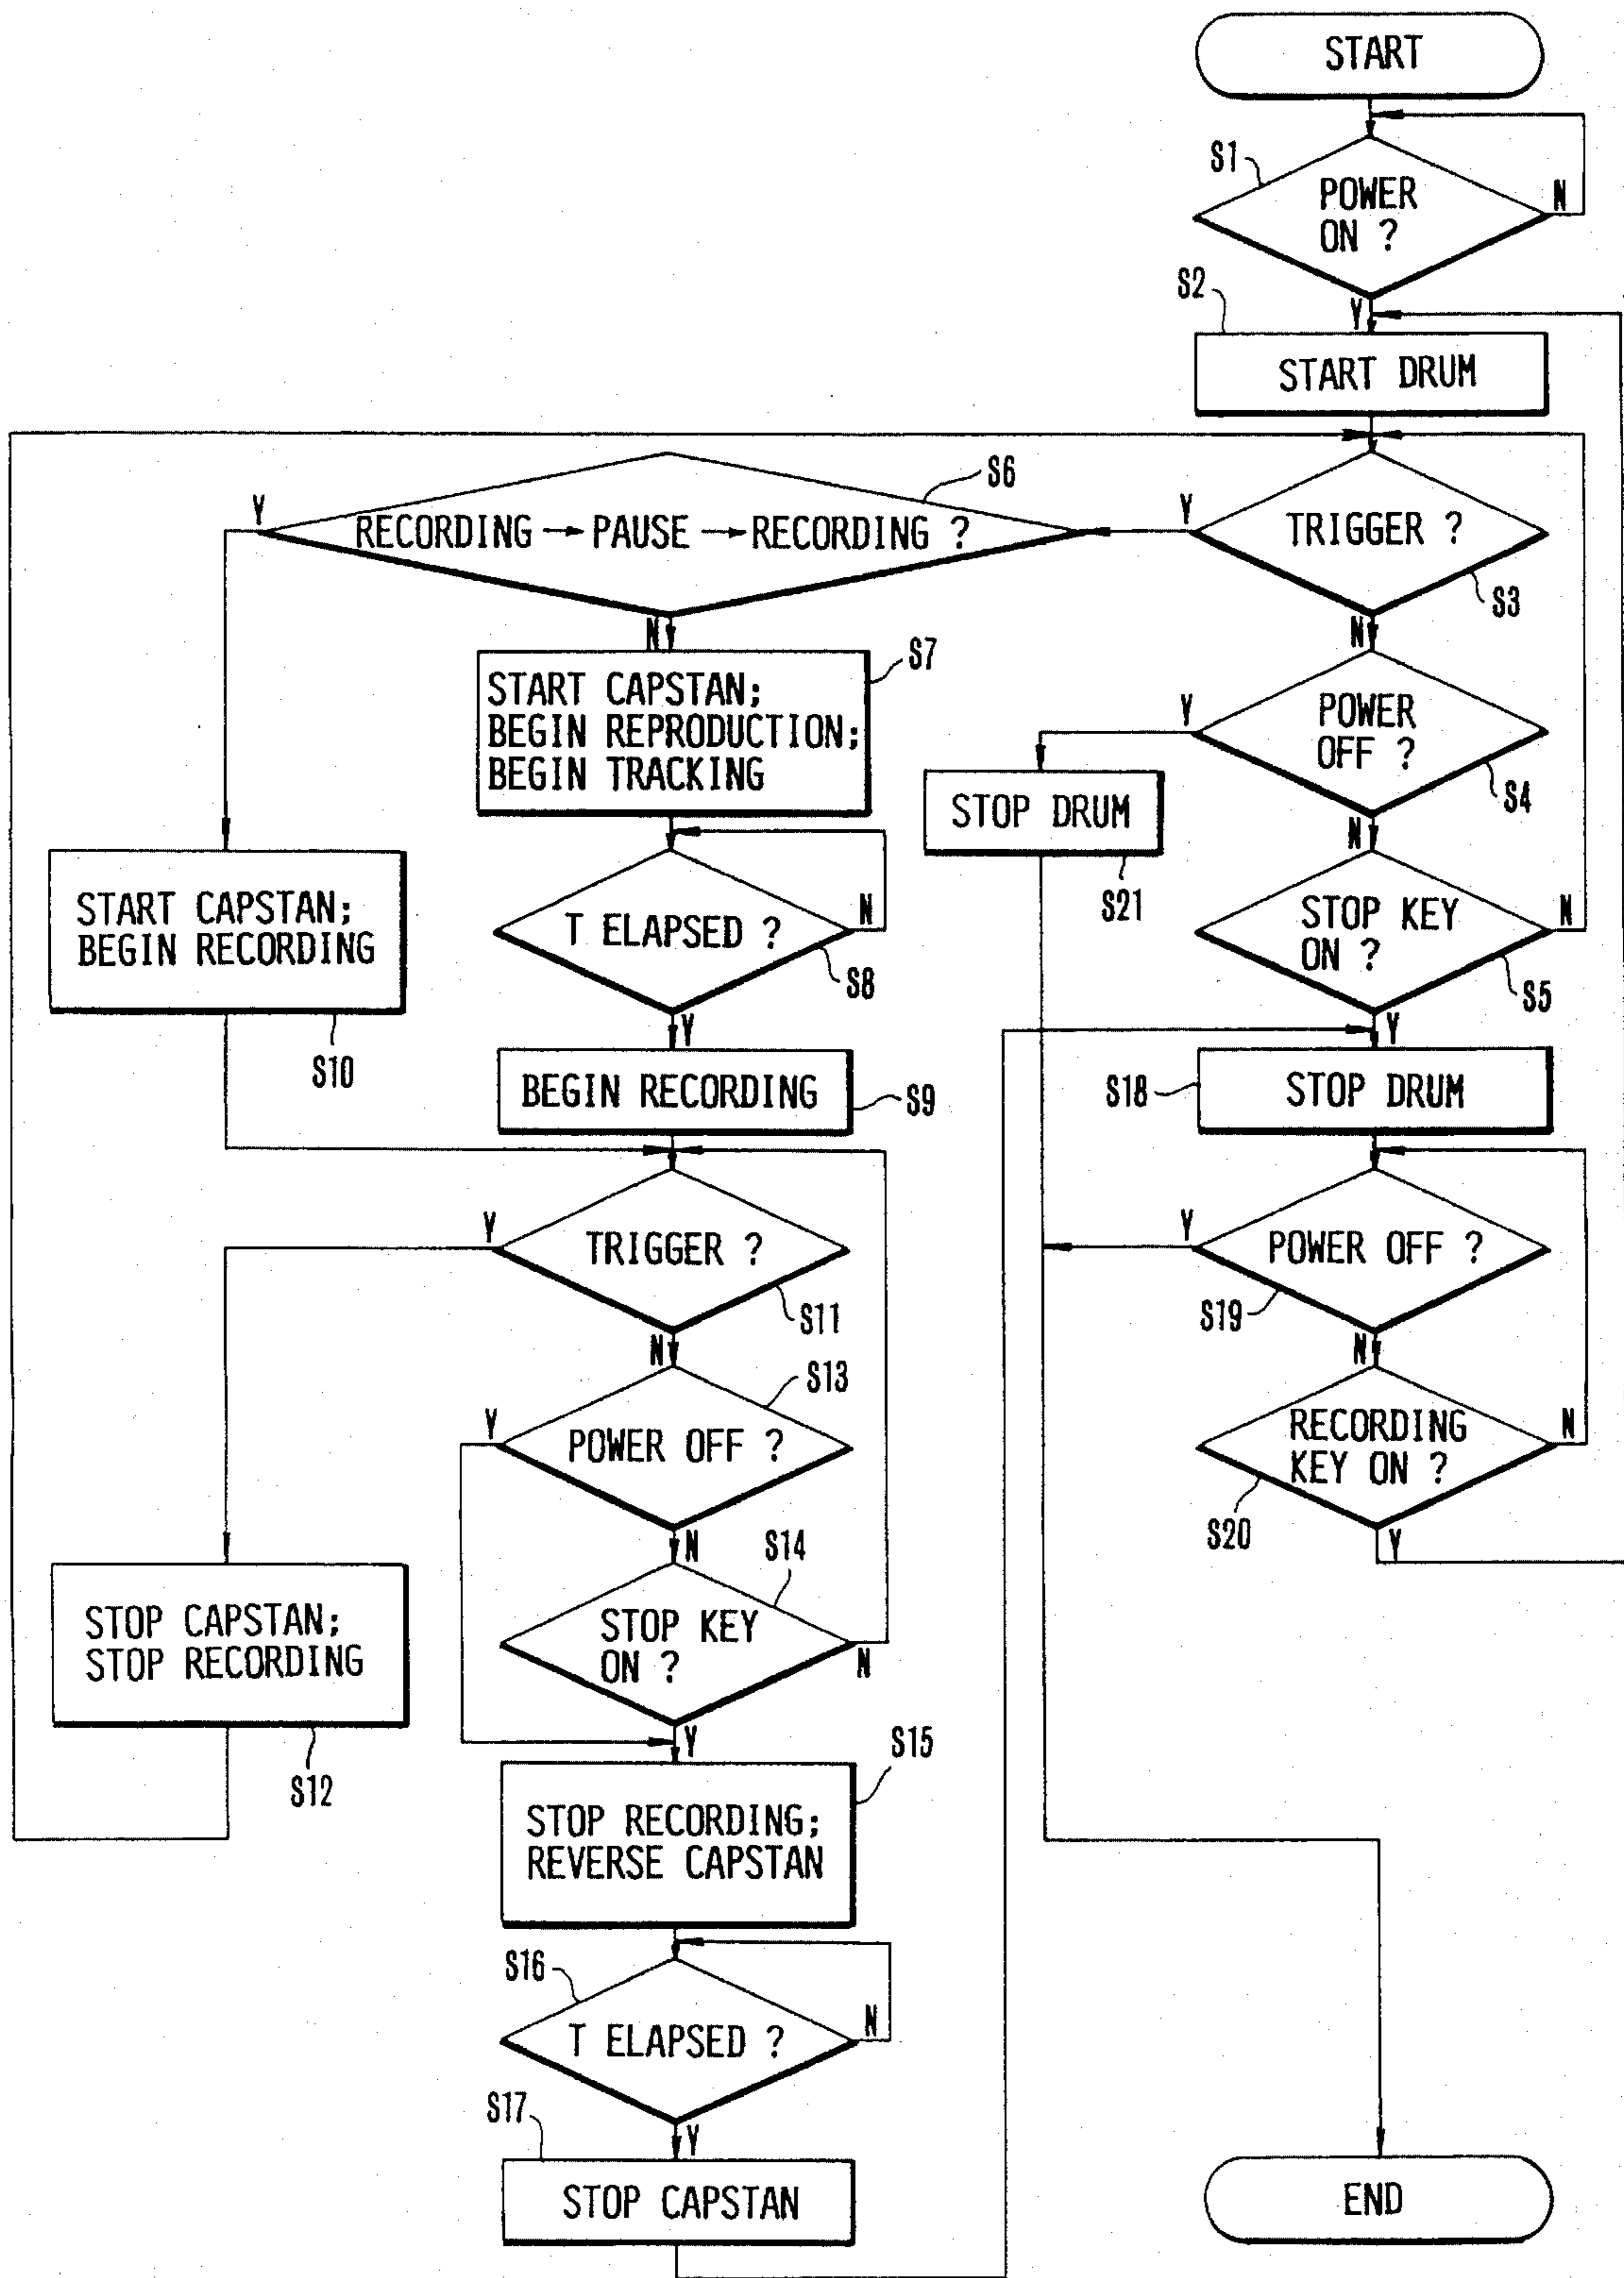 START
S1
POWER
ON ?
N
Y
S2
START DRUM
S3
TRIGGER ?
Y
N
S6
RECORDING → PAUSE → RECORDING ?
Y
N
S7
START CAPSTAN;
BEGIN REPRODUCTION;
BEGIN TRACKING
S4
POWER
OFF ?
Y
N
STOP DRUM
S21
S10
START CAPSTAN;
BEGIN RECORDING
S8
T ELAPSED ?
N
Y
S5
STOP KEY
ON ?
N
Y
BEGIN RECORDING
S9
S18
STOP DRUM
TRIGGER ?
S11
Y
N
POWER OFF ?
S19
Y
N
S13
POWER OFF ?
Y
N
RECORDING
KEY ON ?
S20
N
Y
S14
STOP KEY
ON ?
N
Y
STOP CAPSTAN;
STOP RECORDING
S12
S15
STOP RECORDING;
REVERSE CAPSTAN
S16
T ELAPSED ?
N
Y
S17
STOP CAPSTAN
END